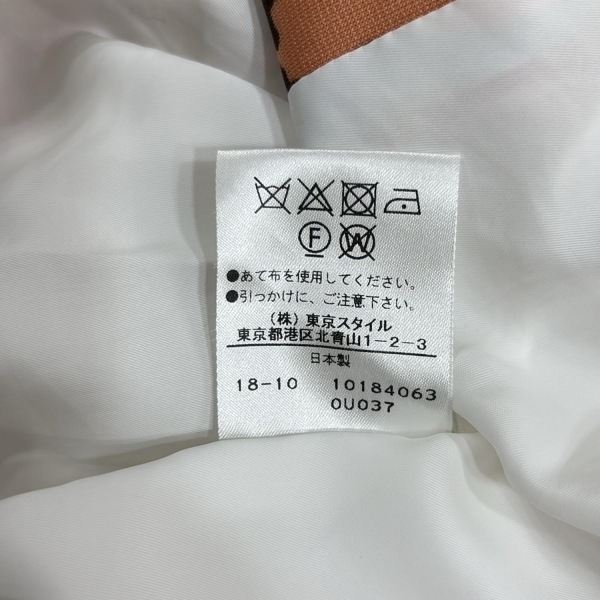 F W
●あて布を使用してください。
●引っかけに、ご注意下さい。
(株)東京スタイル
東京都港区北青山1-2-3
日本製
18-10 10184063
0U037